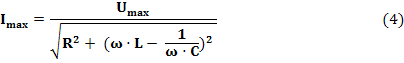 I_max = U_max / √(R² + (ω · L − 1 / (ω · C))²) (4)